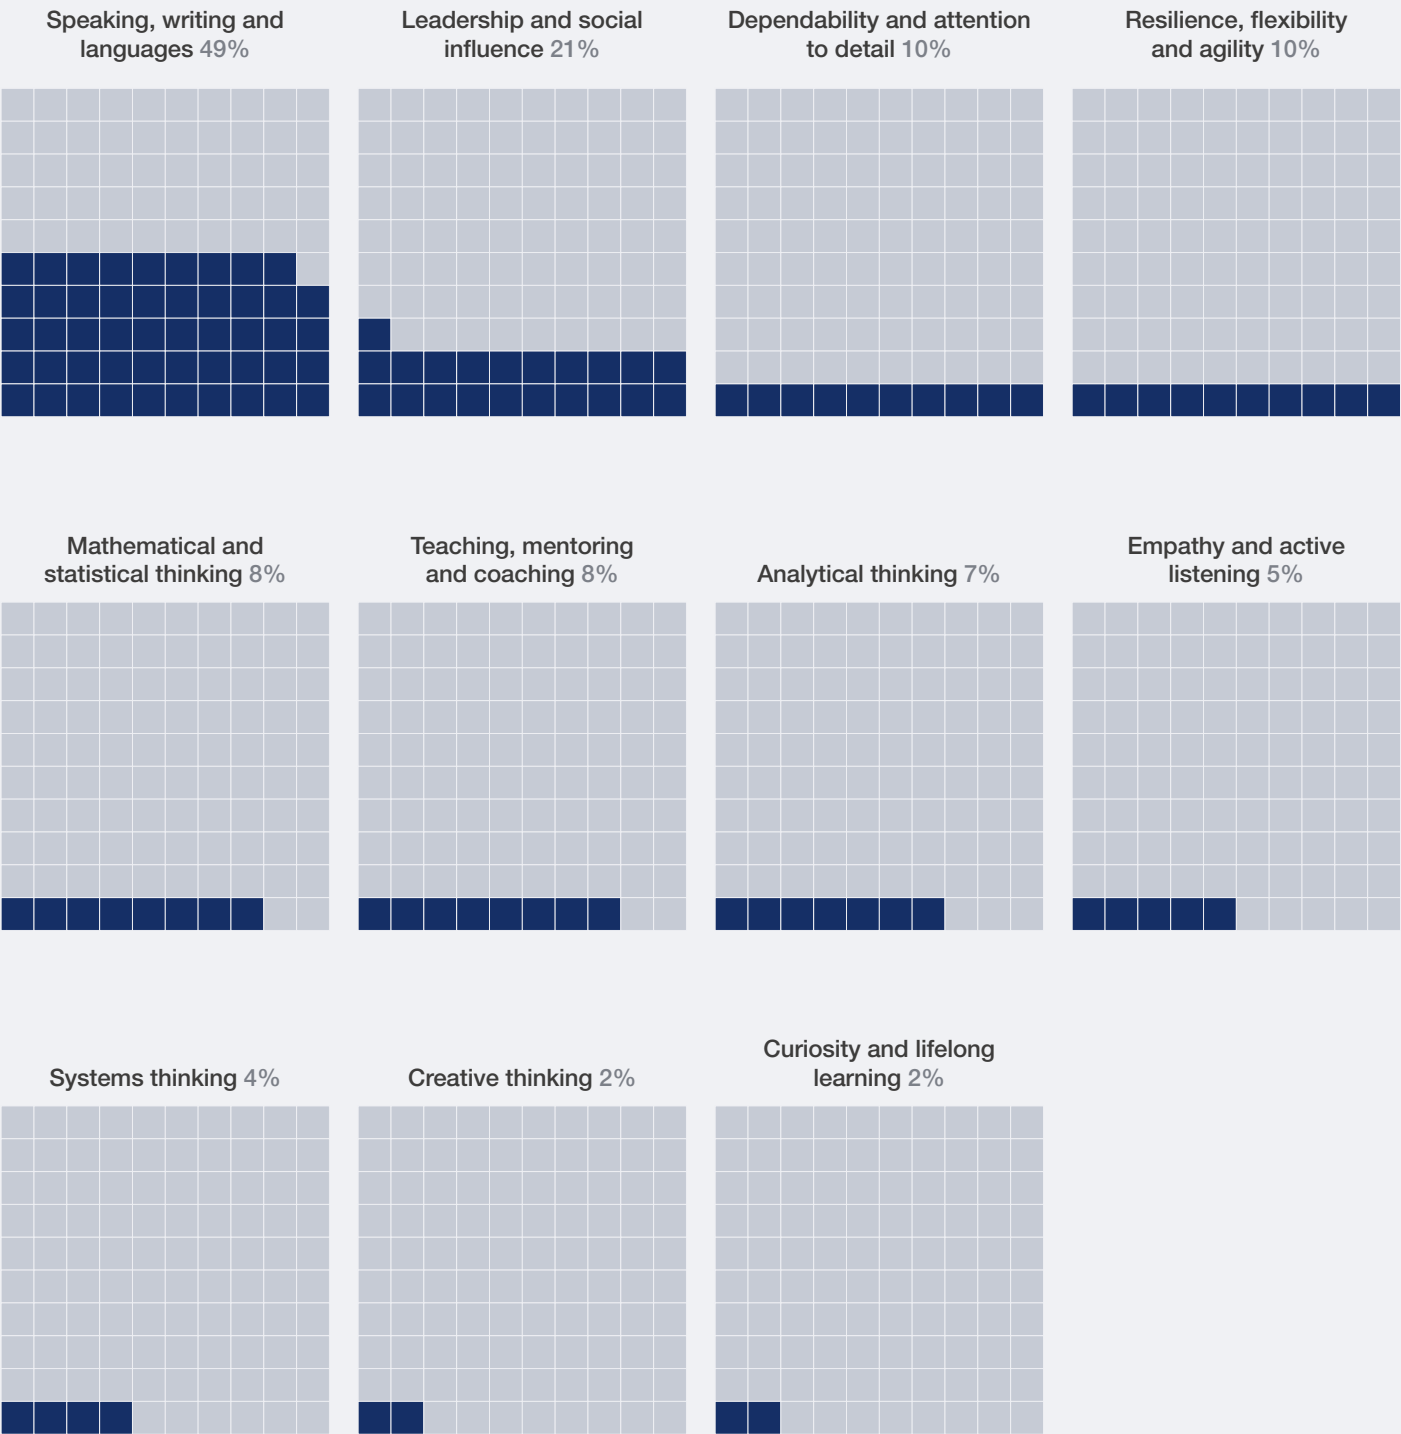 Speaking, writing and
languages 49%
Leadership and social
influence 21%
Dependability and attention
to detail 10%
Resilience, flexibility
and agility 10%
Mathematical and
statistical thinking 8%
Teaching, mentoring
and coaching 8%
Analytical thinking 7%
Empathy and active
listening 5%
Systems thinking 4%
Creative thinking 2%
Curiosity and lifelong
learning 2%